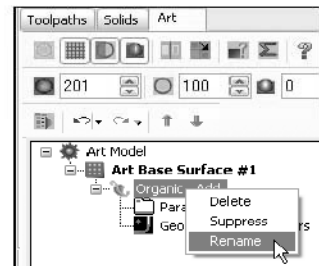 Toolpaths Solids Art
201 100 0
Art Model
Art Base Surface #1
Organic - Add
Para
Delete
Suppress
Geo rs
Rename